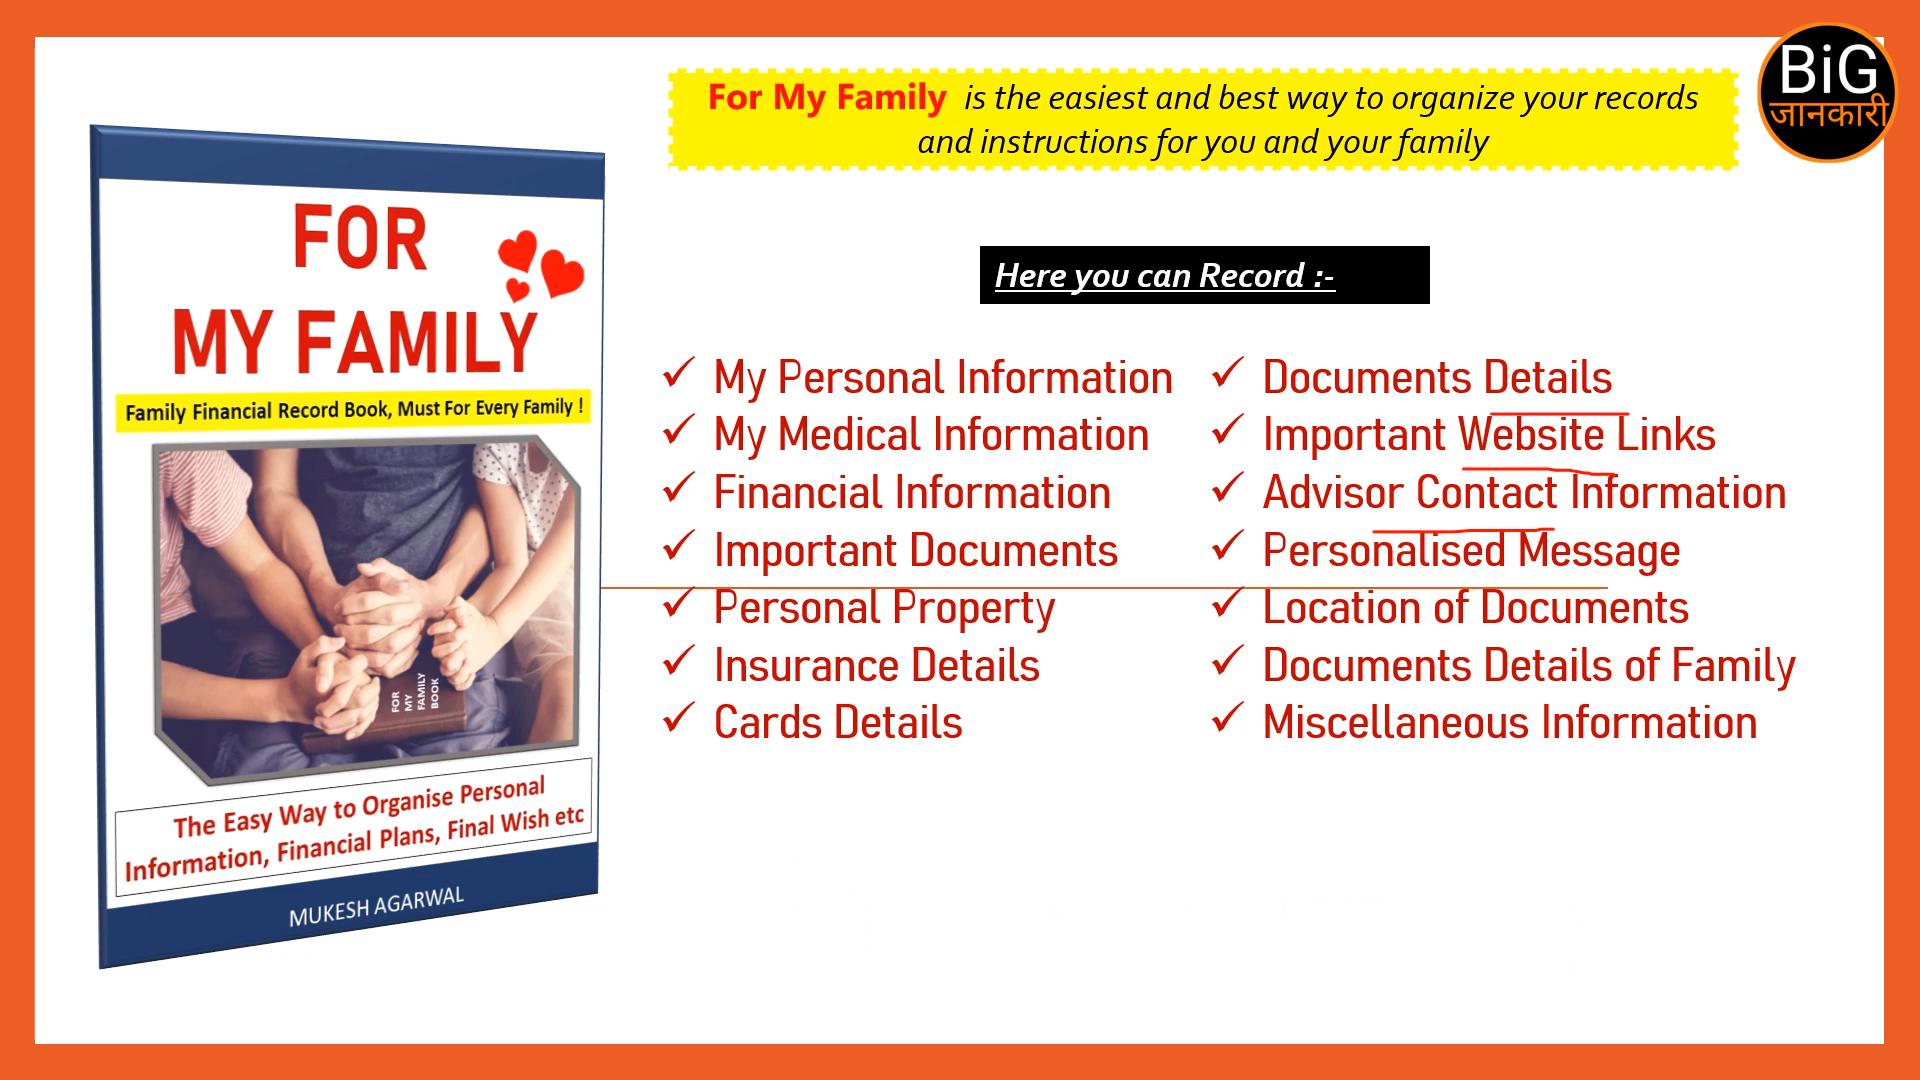 BiG
जानकारी
For My Family is the easiest and best way to organize your records
and instructions for you and your family
FOR
MY FAMILY
Family Financial Record Book, Must For Every Family !
FOR
MY
FAMILY
BOOK
The Easy Way to Organise Personal
Information, Financial Plans, Final Wish etc
MUKESH AGARWAL
Here you can Record :-
✓ My Personal Information
✓ My Medical Information
✓ Financial Information
✓ Important Documents
✓ Personal Property
✓ Insurance Details
✓ Cards Details
✓ Documents Details
✓ Important Website Links
✓ Advisor Contact Information
✓ Personalised Message
✓ Location of Documents
✓ Documents Details of Family
✓ Miscellaneous Information